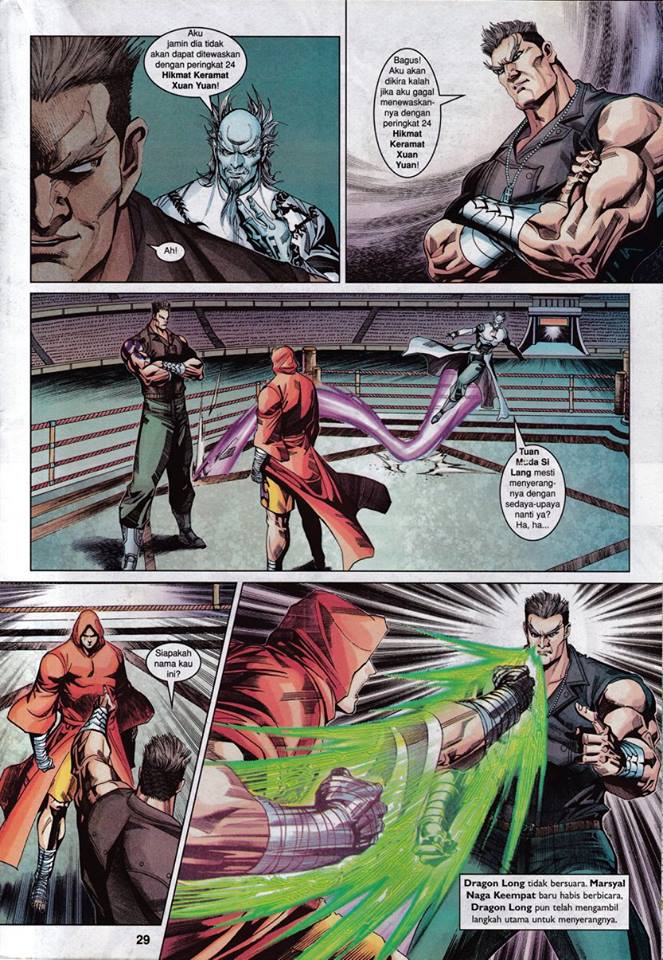 Aku
jamin dia tidak
akan dapat ditewaskan
dengan peringkat 24
Hikmat Keramat
Xuan Yuan!
Ah!
Bagus!
Aku akan
dikira kalah
jika aku gagal
menewaskan-
nya dengan
peringkat 24
Hikmat
Keramat
Xuan
Yuan!
Tuan
Muda Si
Lang mesti
menyerang-
nya dengan
sedaya-upaya
nanti ya?
Ha, ha...
Siapakah
nama kau
ini?
Dragon Long tidak bersuara. Marsyal
Naga Keempat baru habis berbicara,
Dragon Long pun telah mengambil
langkah utama untuk menyerangnya.
29